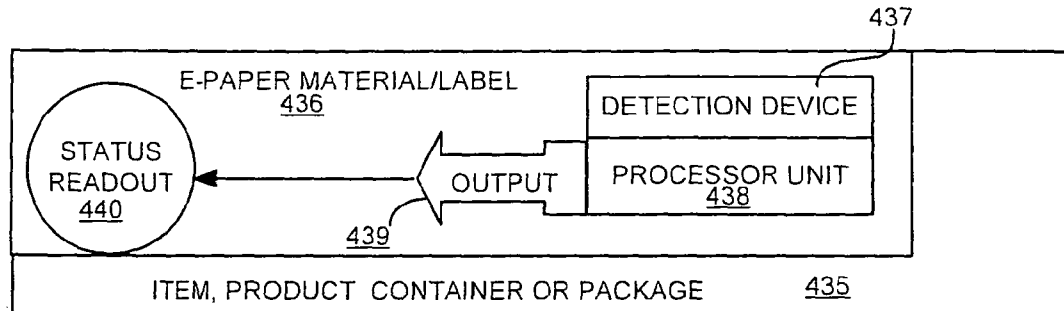 437
E-PAPER MATERIAL/LABEL
436
DETECTION DEVICE
STATUS
READOUT
440
OUTPUT
439
PROCESSOR UNIT
438
ITEM, PRODUCT CONTAINER OR PACKAGE 435